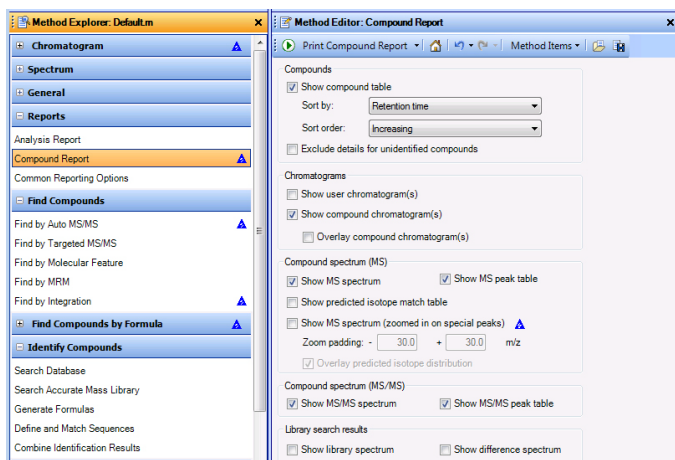 Method Explorer: Default.m
Chromatogram
Spectrum
General
Reports
Analysis Report
Compound Report
Common Reporting Options
Find Compounds
Find by Auto MS/MS
Find by Targeted MS/MS
Find by Molecular Feature
Find by MRM
Find by Integration
Find Compounds by Formula
Identify Compounds
Search Database
Search Accurate Mass Library
Generate Formulas
Define and Match Sequences
Combine Identification Results
Method Editor: Compound Report
Print Compound Report Method Items
Compounds
Show compound table
Sort by: Retention time
Sort order: Increasing
Exclude details for unidentified compounds
Chromatograms
Show user chromatogram(s)
Show compound chromatogram(s)
Overlay compound chromatogram(s)
Compound spectrum (MS)
Show MS spectrum Show MS peak table
Show predicted isotope match table
Show MS spectrum (zoomed in on special peaks)
Zoom padding: - 30.0 + 30.0 m/z
Overlay predicted isotope distribution
Compound spectrum (MS/MS)
Show MS/MS spectrum Show MS/MS peak table
Library search results
Show library spectrum Show difference spectrum